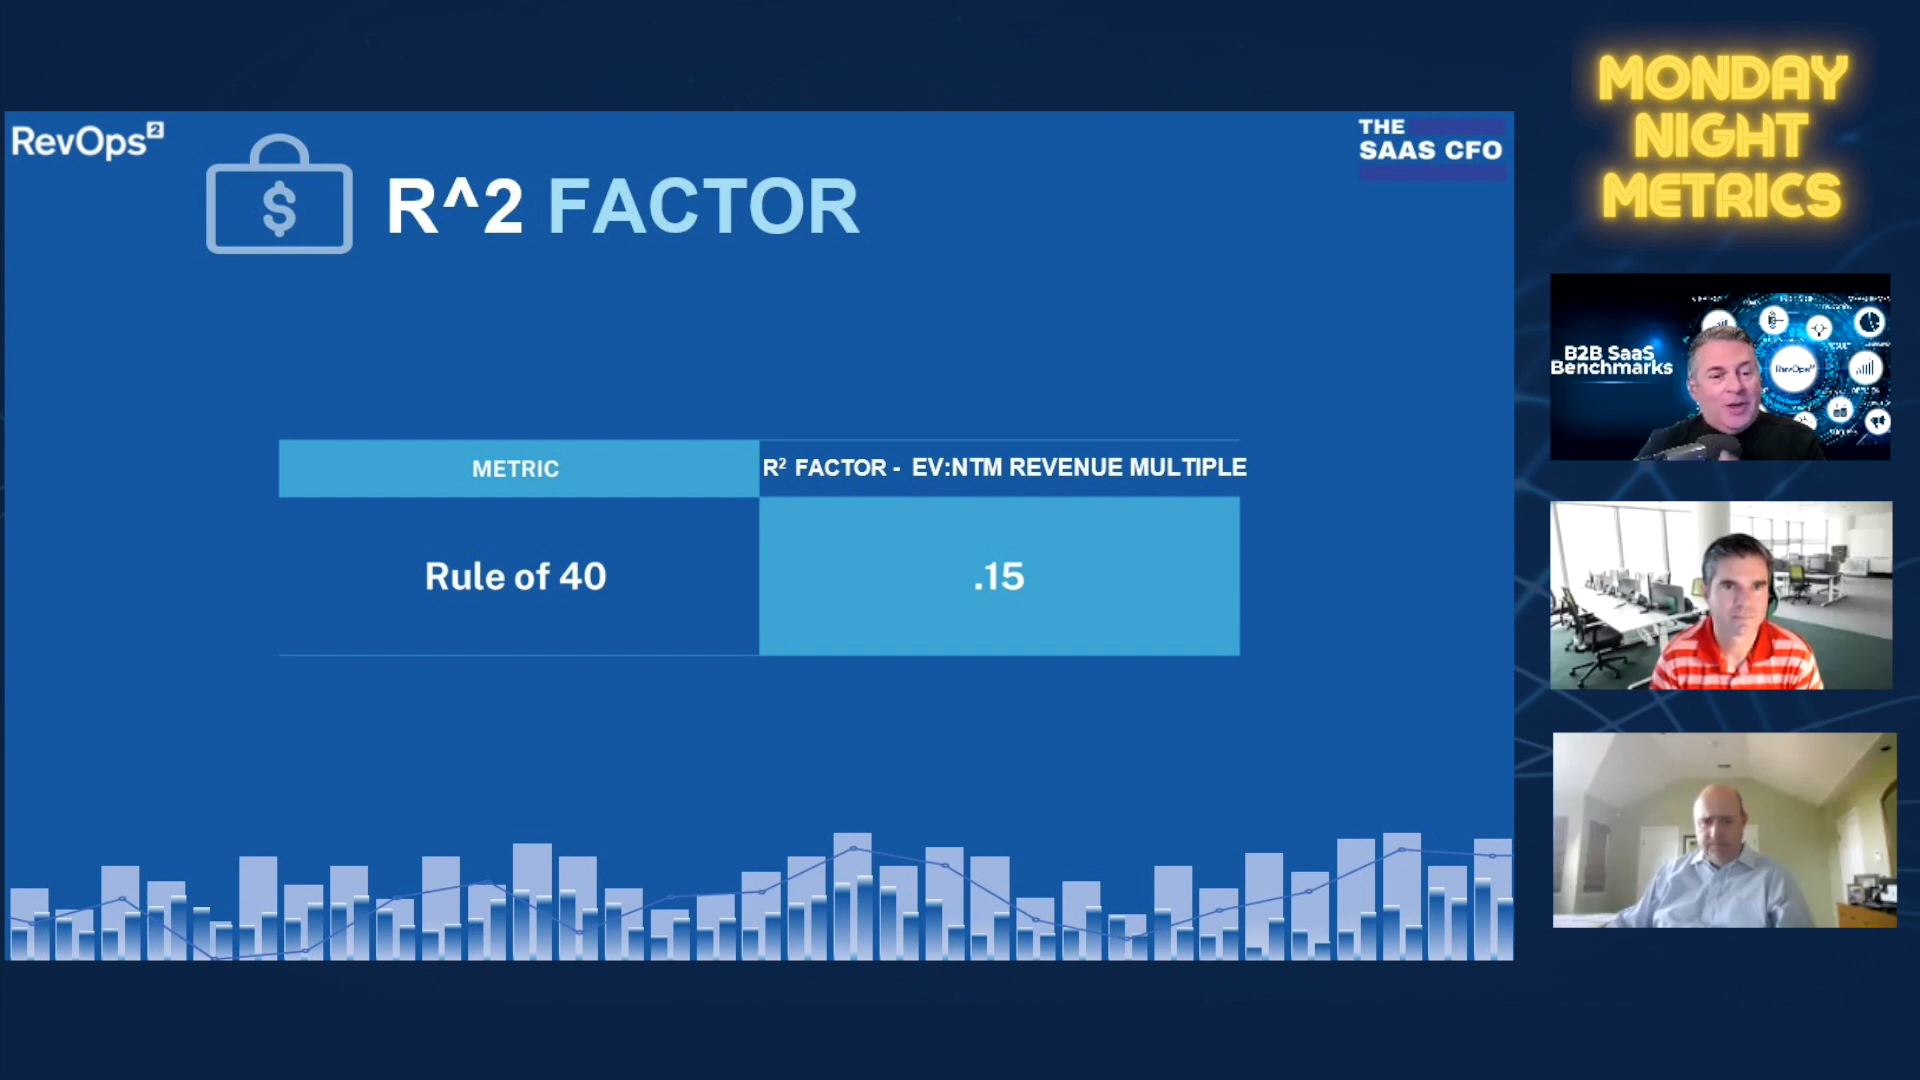 RevOps²
R^2 FACTOR
THE
SAAS CFO
METRIC
R² FACTOR - EV:NTM REVENUE MULTIPLE
Rule of 40
.15
MONDAY
NIGHT
METRICS
B2B SaaS
Benchmarks
RevOps²